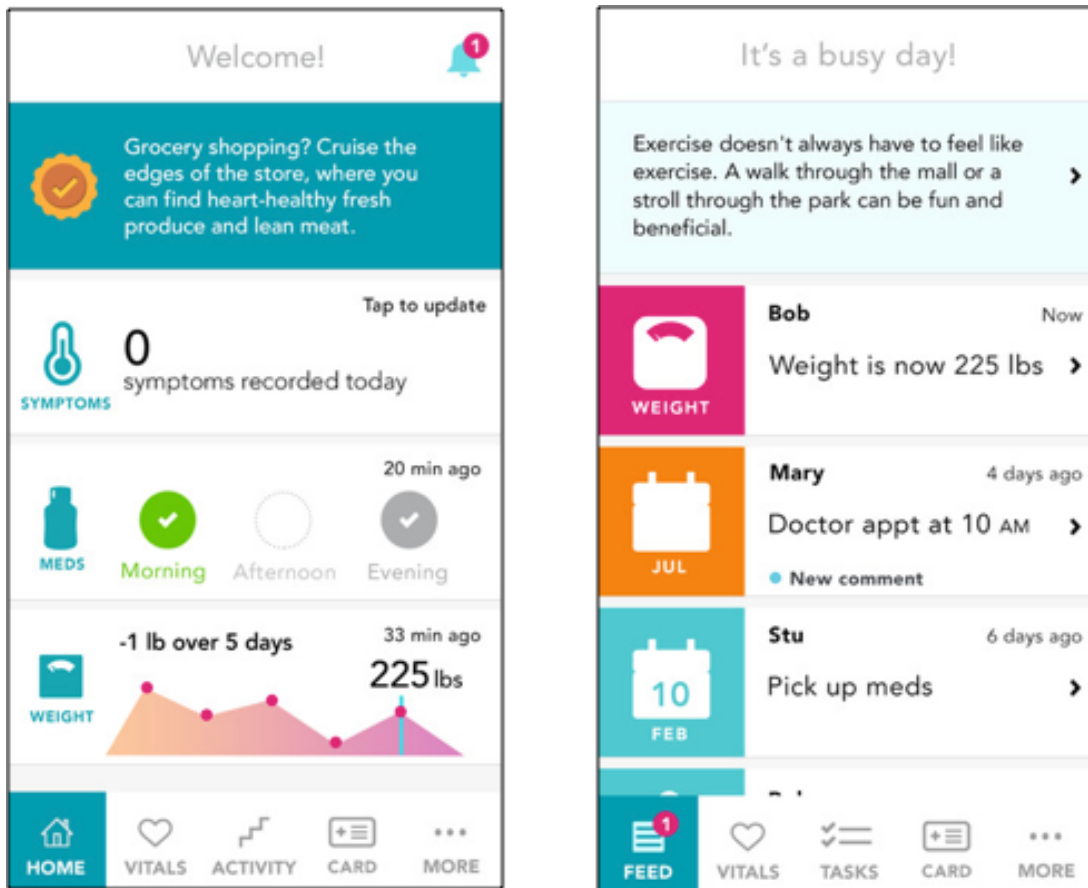 Welcome!
1
Grocery shopping? Cruise the
edges of the store, where you
can find heart-healthy fresh
produce and lean meat.
Tap to update
0
symptoms recorded today
SYMPTOMS
20 min ago
MEDS
Morning
Afternoon
Evening
-1 lb over 5 days
33 min ago
225 lbs
WEIGHT
HOME
VITALS
ACTIVITY
CARD
MORE
It's a busy day!
Exercise doesn't always have to feel like
exercise. A walk through the mall or a
stroll through the park can be fun and
beneficial.
Bob
Now
Weight is now 225 lbs
WEIGHT
Mary
4 days ago
Doctor appt at 10 AM
JUL
New comment
Stu
6 days ago
10
Pick up meds
FEB
1
FEED
VITALS
TASKS
CARD
MORE